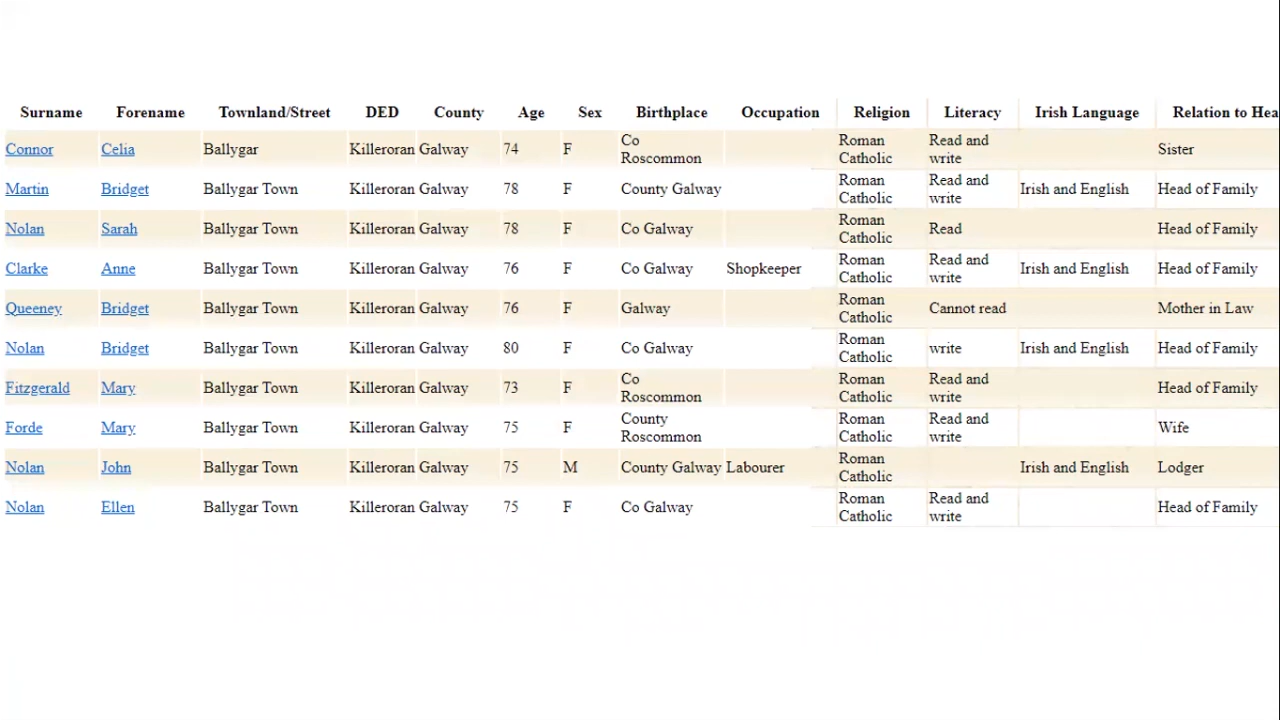 Surname Forename Townland/Street DED County Age Sex Birthplace Occupation Religion Literacy Irish Language Relation to Hea
Connor Celia Ballygar Killeroran Galway 74 F Co Roscommon Roman Catholic Read and write Sister
Martin Bridget Ballygar Town Killeroran Galway 78 F County Galway Roman Catholic Read and write Irish and English Head of Family
Nolan Sarah Ballygar Town Killeroran Galway 78 F Co Galway Roman Catholic Read Head of Family
Clarke Anne Ballygar Town Killeroran Galway 76 F Co Galway Shopkeeper Roman Catholic Read and write Irish and English Head of Family
Queeney Bridget Ballygar Town Killeroran Galway 76 F Galway Roman Catholic Cannot read Mother in Law
Nolan Bridget Ballygar Town Killeroran Galway 80 F Co Galway Roman Catholic write Irish and English Head of Family
Fitzgerald Mary Ballygar Town Killeroran Galway 73 F Co Roscommon Roman Catholic Read and write Head of Family
Forde Mary Ballygar Town Killeroran Galway 75 F County Roscommon Roman Catholic Read and write Wife
Nolan John Ballygar Town Killeroran Galway 75 M County Galway Labourer Roman Catholic Irish and English Lodger
Nolan Ellen Ballygar Town Killeroran Galway 75 F Co Galway Roman Catholic Read and write Head of Family